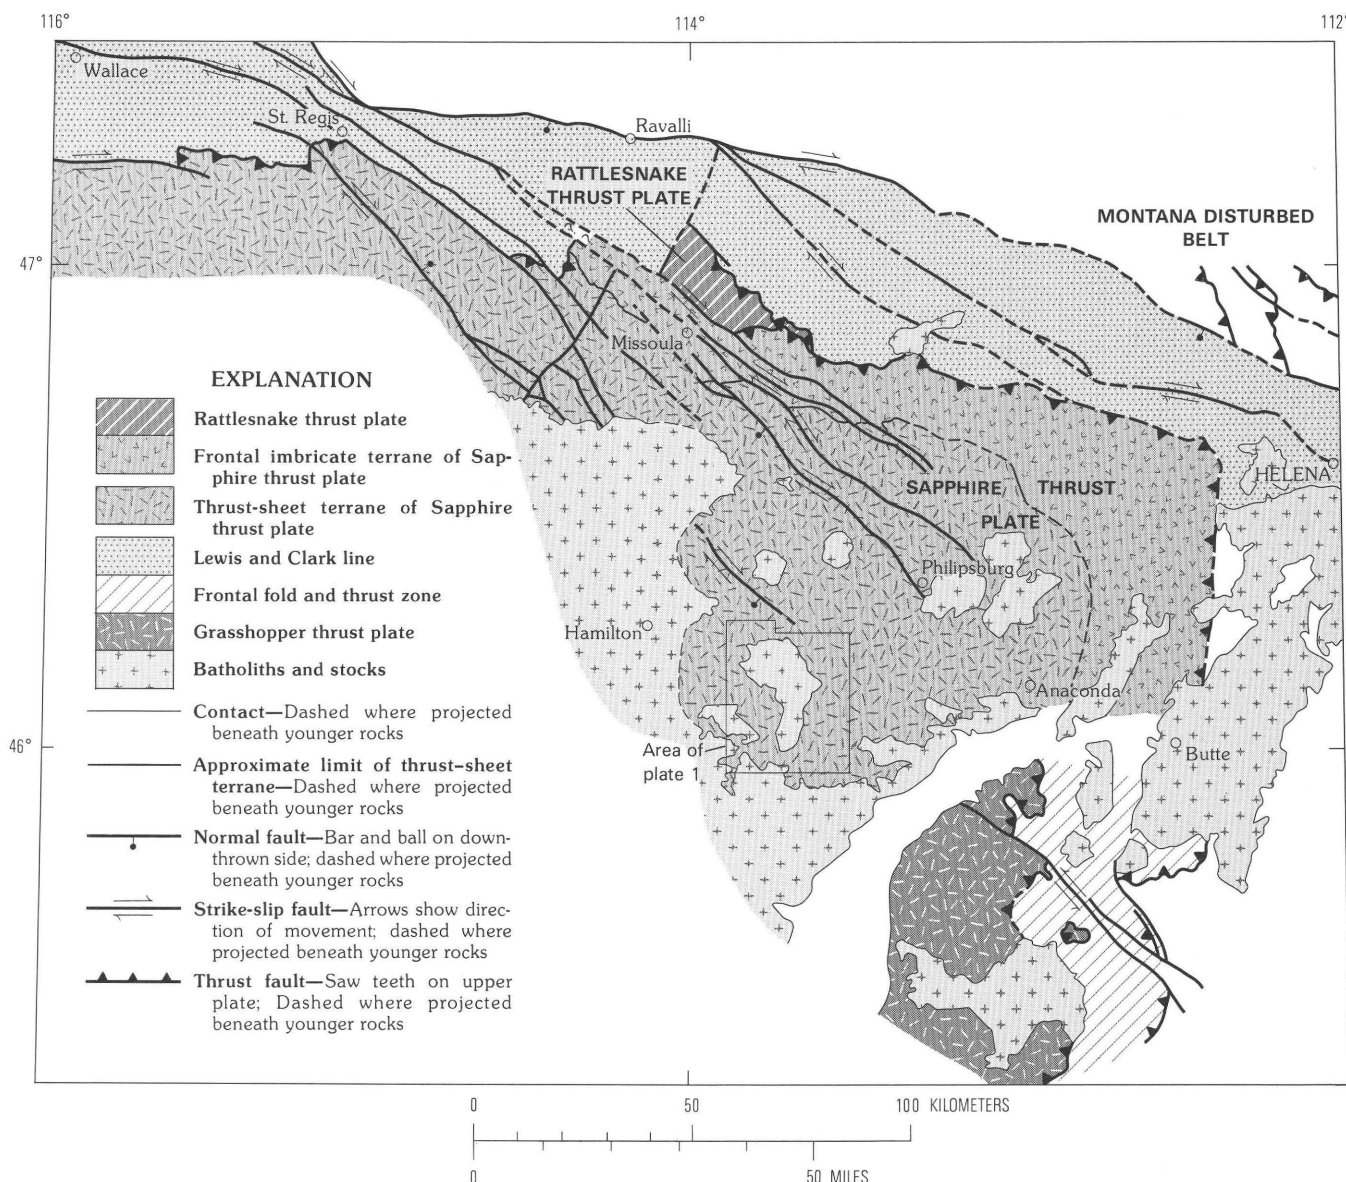 116°
114°
112°
Wallace
St. Regis
Ravalli
RATTLESNAKE
THRUST PLATE
MONTANA DISTURBED
BELT
47°
Missoula
EXPLANATION
Rattlesnake thrust plate
Frontal imbricate terrane of Sap-
phire thrust plate
Thrust-sheet terrane of Sapphire
thrust plate
Lewis and Clark line
Frontal fold and thrust zone
Grasshopper thrust plate
Batholiths and stocks
Contact—Dashed where projected
beneath younger rocks
Approximate limit of thrust-sheet
terrane—Dashed where projected
beneath younger rocks
Normal fault—Bar and ball on down-
thrown side; dashed where projected
beneath younger rocks
Strike-slip fault—Arrows show direc-
tion of movement; dashed where
projected beneath younger rocks
Thrust fault—Saw teeth on upper
plate; Dashed where projected
beneath younger rocks
HELENA
SAPPHIRE THRUST
PLATE
Philipsburg
Hamilton
Anaconda
46°
Area of
plate 1
Butte
0 50 100 KILOMETERS
0 50 MILES